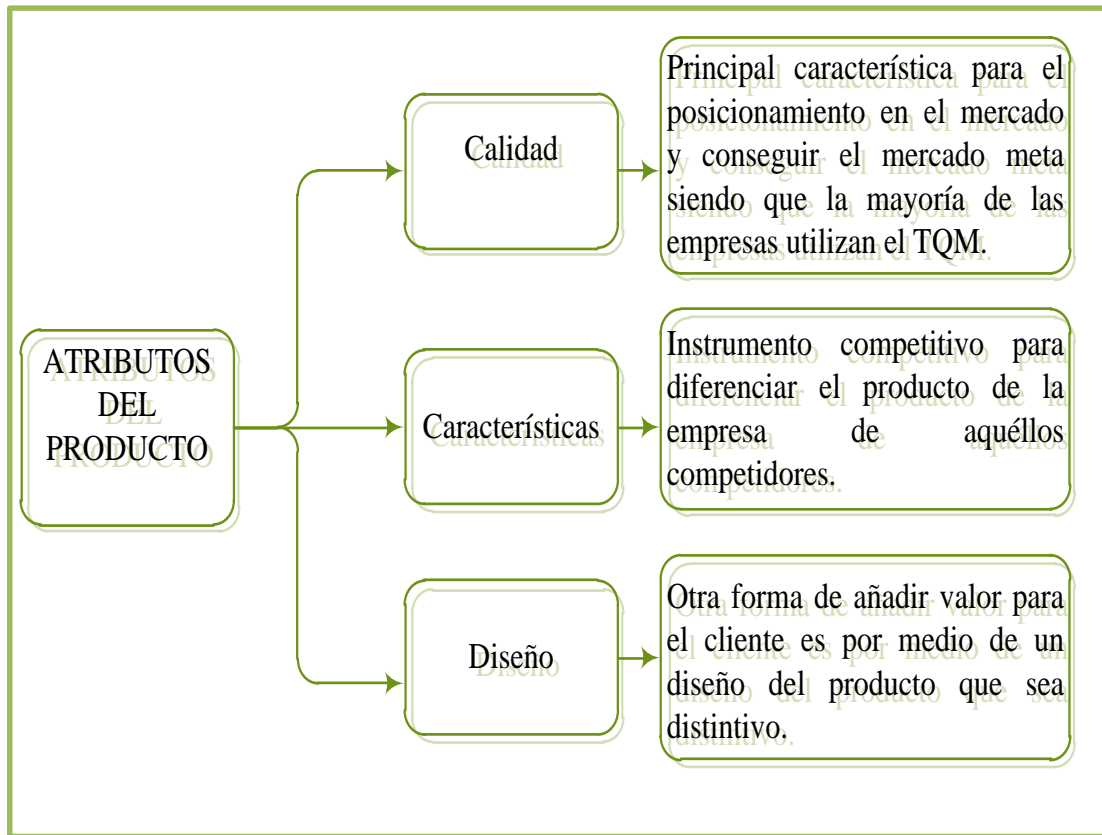 ATRIBUTOS
DEL
PRODUCTO
Calidad
Principal característica para el
posicionamiento en el mercado
y conseguir el mercado meta
siendo que la mayoría de las
empresas utilizan el TQM.
Características
Instrumento competitivo para
diferenciar el producto de la
empresa de aquéllos
competidores.
Diseño
Otra forma de añadir valor para
el cliente es por medio de un
diseño del producto que sea
distintivo.